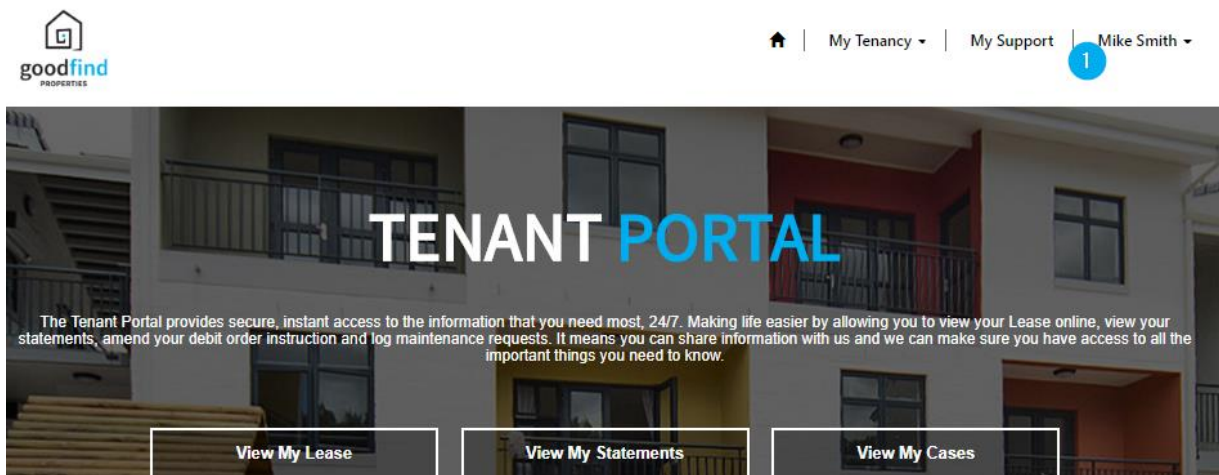 goodfind
PROPERTIES
My Tenancy
My Support
Mike Smith
1
TENANT PORTAL
The Tenant Portal provides secure, instant access to the information that you need most, 24/7. Making life easier by allowing you to view your Lease online, view your
statements, amend your debit order instruction and log maintenance requests. It means you can share information with us and we can make sure you have access to all the
important things you need to know.
View My Lease
View My Statements
View My Cases